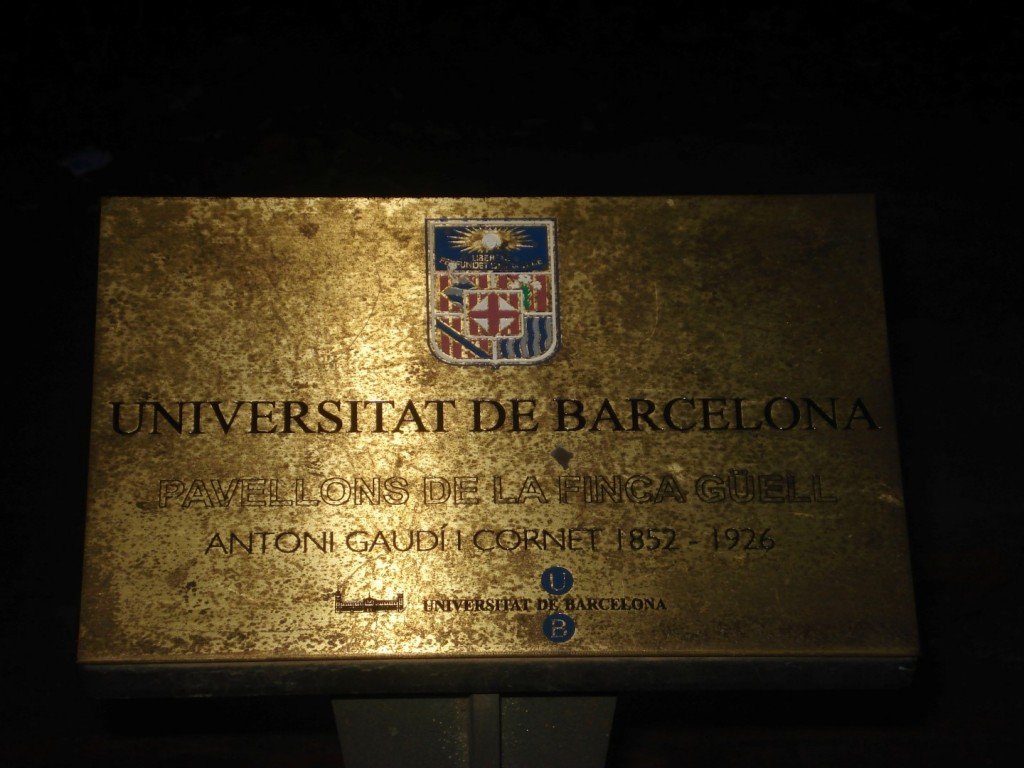 UNIVERSITAT DE BARCELONA
PAVELLONS DE LA FINCA GÜELL
ANTONI GAUDÍ I CORNET 1852 - 1926
U
UNIVERSITAT DE BARCELONA
B